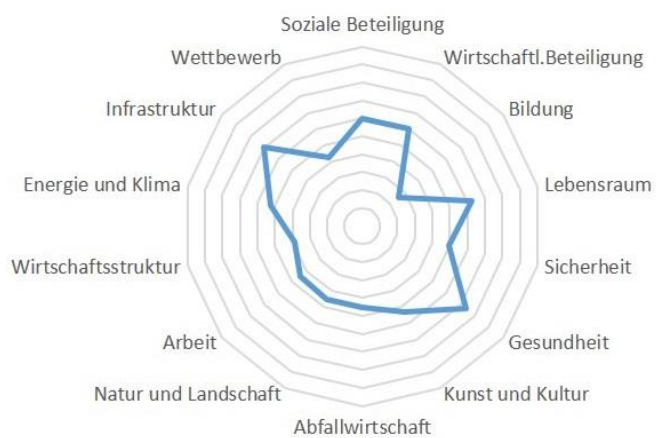 Soziale Beteiligung
Wettbewerb
Wirtschaftl.Beteiligung
Infrastruktur
Bildung
Energie und Klima
Lebensraum
Wirtschaftsstruktur
Sicherheit
Arbeit
Gesundheit
Natur und Landschaft
Kunst und Kultur
Abfallwirtschaft